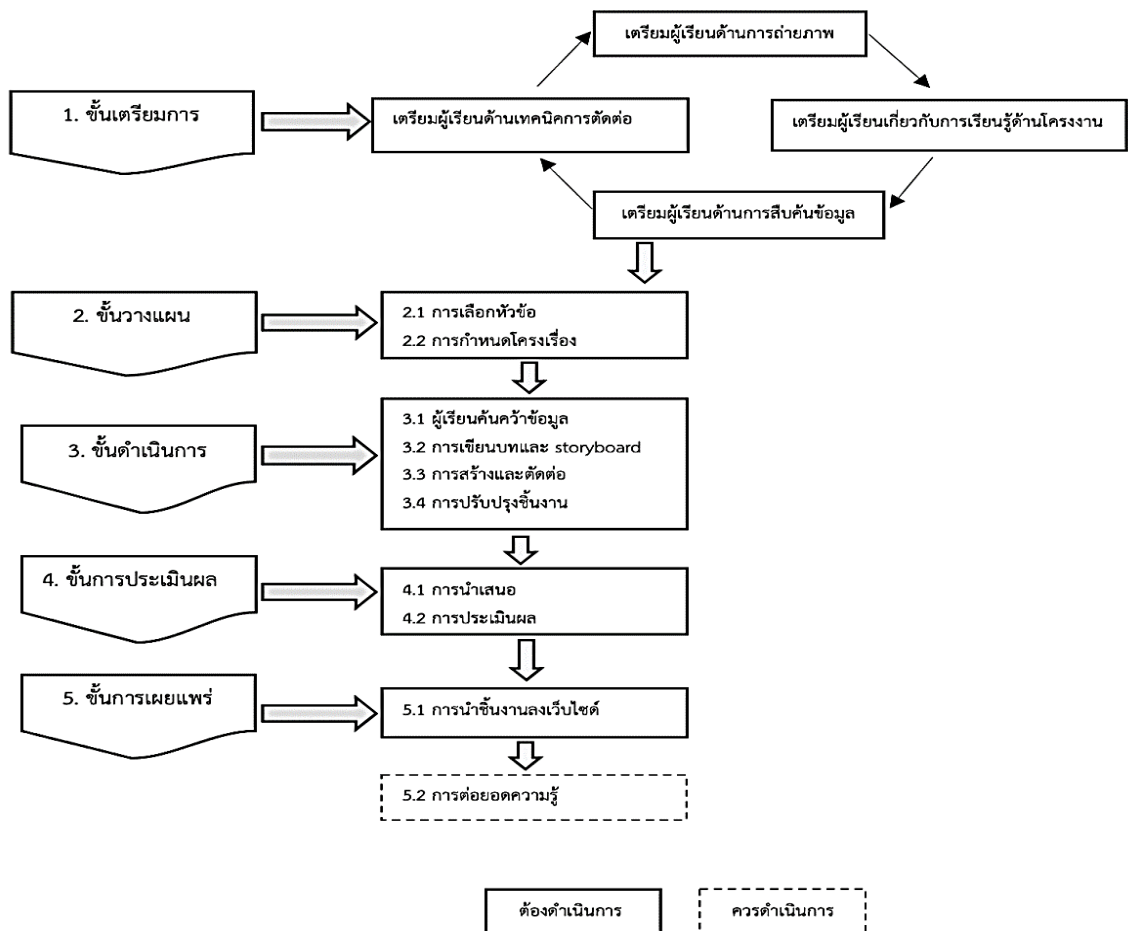 เตรียมผู้เรียนด้านการถ่ายภาพ
1. ขั้นเตรียมการ
เตรียมผู้เรียนด้านเทคนิคการตัดต่อ
เตรียมผู้เรียนเกี่ยวกับการเรียนรู้ด้านโครงงาน
เตรียมผู้เรียนด้านการสืบค้นข้อมูล
2. ขั้นวางแผน
2.1 การเลือกหัวข้อ
2.2 การกำหนดโครงเรื่อง
3. ขั้นดำเนินการ
3.1 ผู้เรียนค้นคว้าข้อมูล
3.2 การเขียนบทและ storyboard
3.3 การสร้างและตัดต่อ
3.4 การปรับปรุงชิ้นงาน
4. ขั้นการประเมินผล
4.1 การนำเสนอ
4.2 การประเมินผล
5. ขั้นการเผยแพร่
5.1 การนำชิ้นงานลงเว็บไซต์
5.2 การต่อยอดความรู้
ต้องดำเนินการ
ควรดำเนินการ